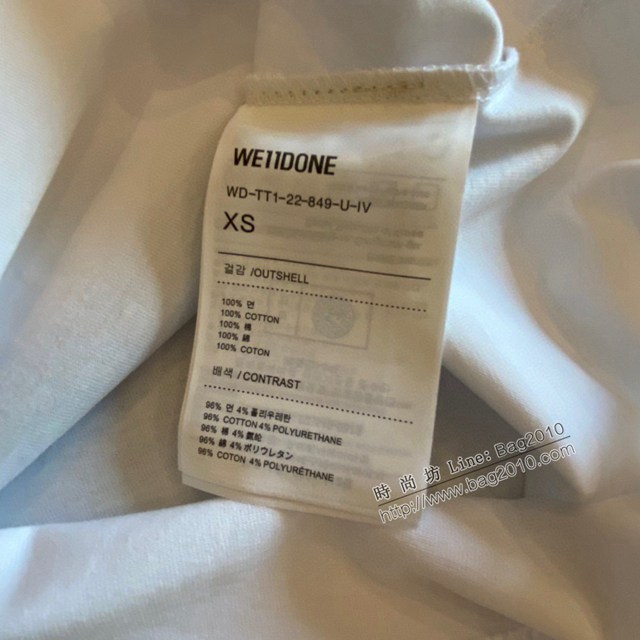 WE11DONE
WD-TT1-22-849-U-IV
XS
겉감 /OUTSHELL
100% 면
100% COTTON
100% 棉
100% 綿
100% COTON
배색 / CONTRAST
96% 면 4% 폴리우레탄
96% COTTON 4% POLYURETHANE
96% 棉 4% 氨纶
96% 綿 4% ポリウレタン
96% COTON 4% POLYURÉTHANE
時尚坊 Line: Bag2010
http://www.bag2010.com/